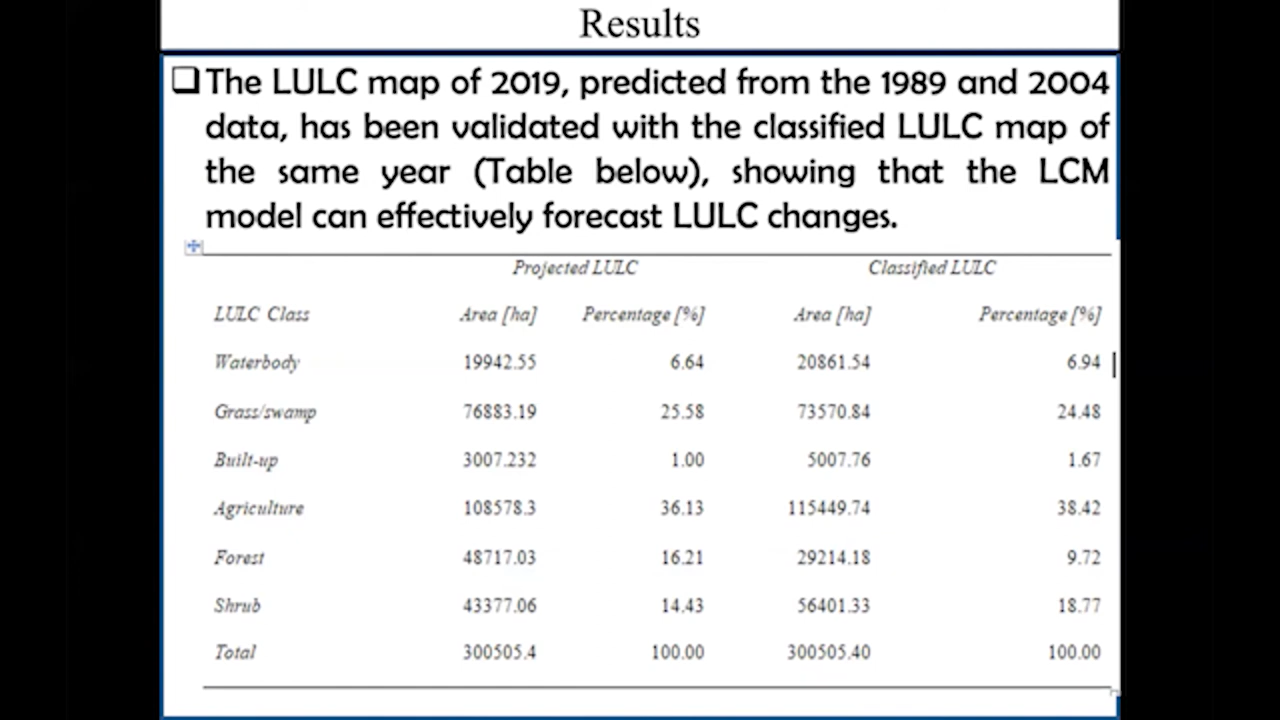 Results
❑The LULC map of 2019, predicted from the 1989 and 2004
data, has been validated with the classified LULC map of
the same year (Table below), showing that the LCM
model can effectively forecast LULC changes.
Projected LULC Classified LULC
LULC Class Area [ha] Percentage [%] Area [ha] Percentage [%]
Waterbody 19942.55 6.64 20861.54 6.94
Grass/swamp 76883.19 25.58 73570.84 24.48
Built-up 3007.232 1.00 5007.76 1.67
Agriculture 108578.3 36.13 115449.74 38.42
Forest 48717.03 16.21 29214.18 9.72
Shrub 43377.06 14.43 56401.33 18.77
Total 300505.4 100.00 300505.40 100.00